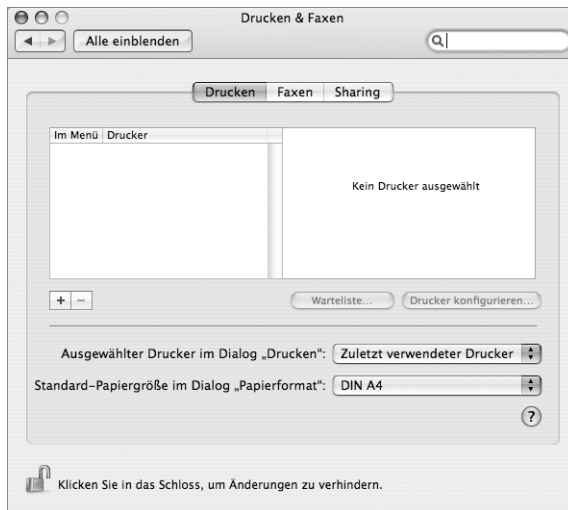 Drucken & Faxen
Alle einblenden
Drucken Faxen Sharing
Im Menü Drucker
Kein Drucker ausgewählt
+ −
Warteliste... Drucker konfigurieren...
Ausgewählter Drucker im Dialog „Drucken“: Zuletzt verwendeter Drucker
Standard-Papiergröße im Dialog „Papierformat“: DIN A4
?
Klicken Sie in das Schloss, um Änderungen zu verhindern.